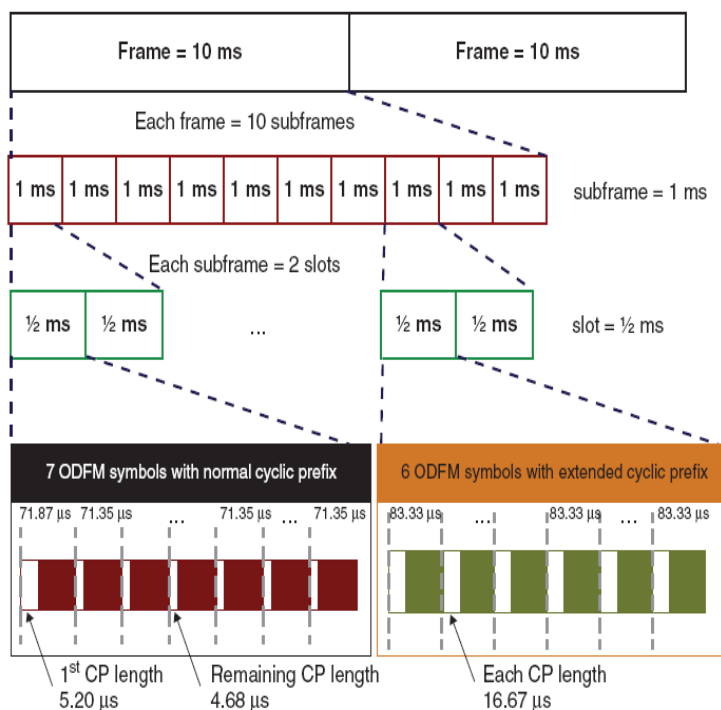 Frame = 10 ms
Frame = 10 ms
Each frame = 10 subframes
1 ms 1 ms 1 ms 1 ms 1 ms 1 ms 1 ms 1 ms 1 ms 1 ms
subframe = 1 ms
Each subframe = 2 slots
½ ms ½ ms ... ½ ms ½ ms
slot = ½ ms
7 ODFM symbols with normal cyclic prefix
71.87 µs 71.35 µs ... 71.35 µs ... 71.35 µs
1st CP length
5.20 µs
Remaining CP length
4.68 µs
6 ODFM symbols with extended cyclic prefix
83.33 µs ... 83.33 µs ... 83.33 µs
Each CP length
16.67 µs